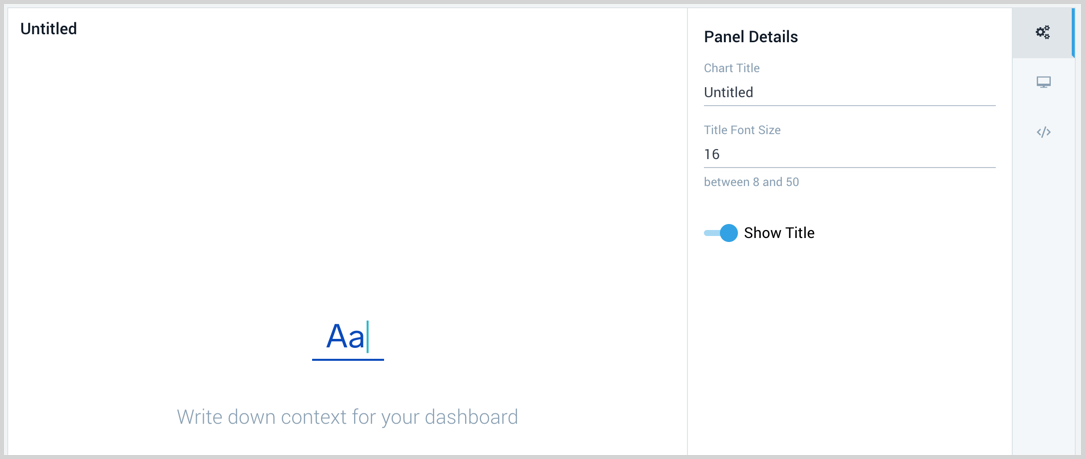 Untitled
Aa
Write down context for your dashboard
Panel Details
Chart Title
Untitled
Title Font Size
16
between 8 and 50
Show Title